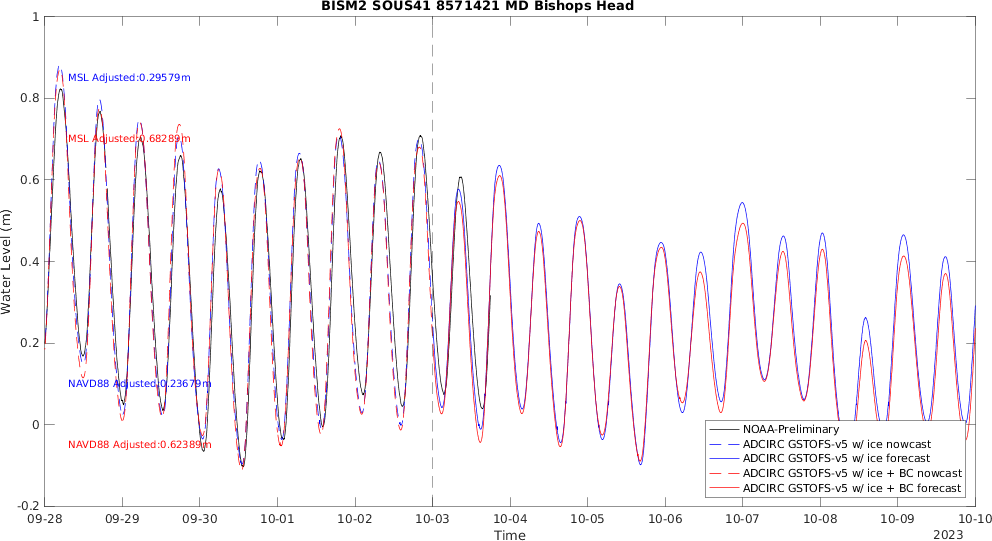 BISM2 SOUS41 8571421 MD Bishops Head
1
0.8
0.6
0.4
0.2
0
-0.2
Water Level (m)
MSL Adjusted:0.29579m
MSL Adjusted:0.68289m
NAVD88 Adjusted:0.23679m
NAVD88 Adjusted:0.62389m
NOAA-Preliminary
ADCIRC GSTOFS-v5 w/ ice nowcast
ADCIRC GSTOFS-v5 w/ ice forecast
ADCIRC GSTOFS-v5 w/ ice + BC nowcast
ADCIRC GSTOFS-v5 w/ ice + BC forecast
09-28 09-29 09-30 10-01 10-02 10-03 10-04 10-05 10-06 10-07 10-08 10-09 10-10
Time
2023